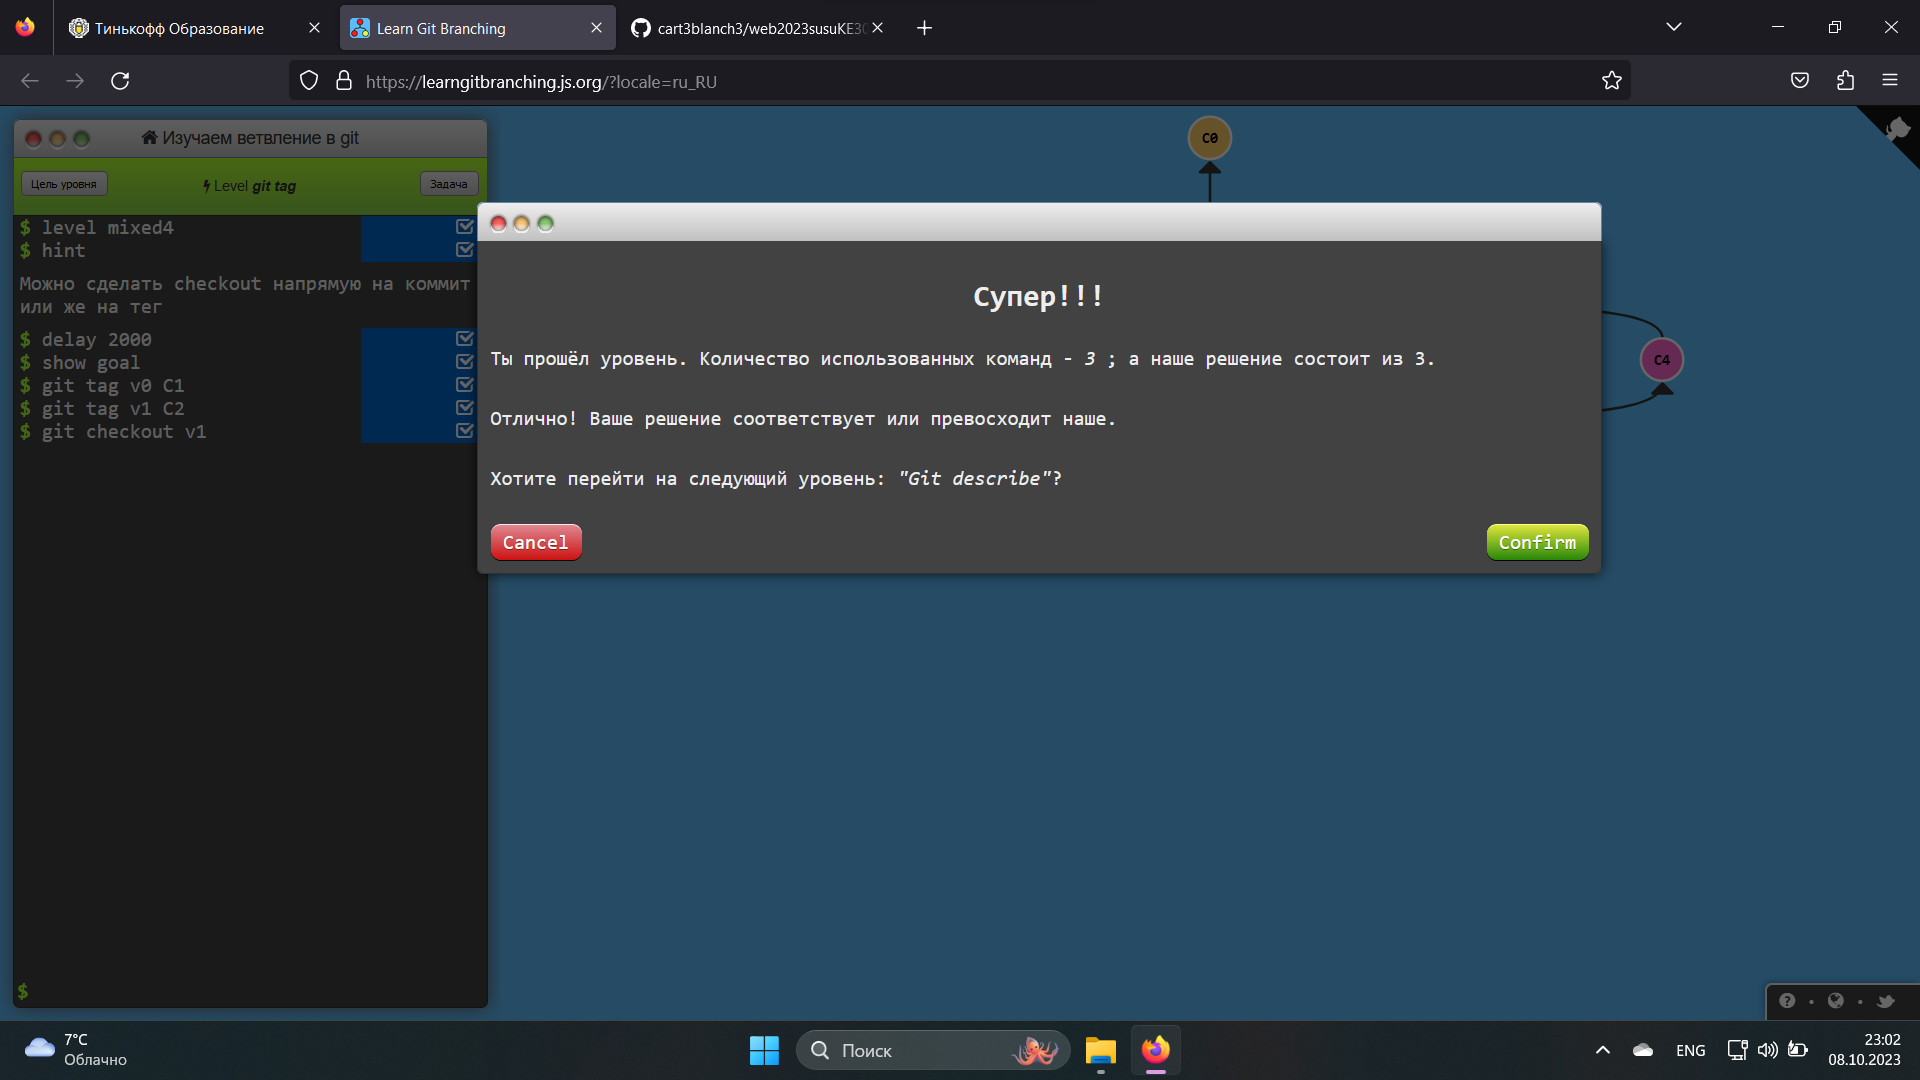 Тинькофф Образование
Learn Git Branching
cart3blanch3/web2023susuKE3
https://learngitbranching.js.org/?locale=ru_RU
Изучаем ветвление в git
Цель уровня
Level git tag
Задача
$ level mixed4
$ hint
Можно сделать checkout напрямую на коммит
или же на тег
$ delay 2000
$ show goal
$ git tag v0 C1
$ git tag v1 C2
$ git checkout v1
$
C0
C4
Супер!!!
Ты прошёл уровень. Количество использованных команд - 3 ; а наше решение состоит из 3.
Отлично! Ваше решение соответствует или превосходит наше.
Хотите перейти на следующий уровень: "Git describe"?
Cancel
Confirm
7°C
Облачно
Поиск
ENG
23:02
08.10.2023